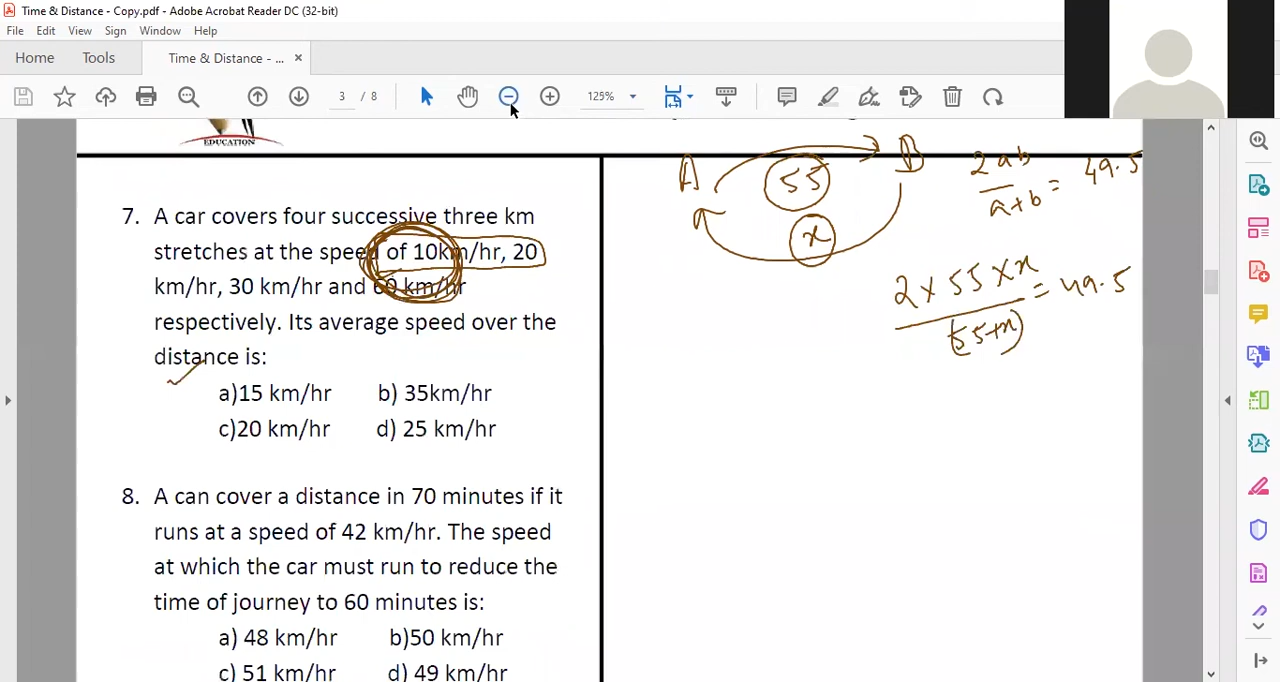 Time & Distance - Copy.pdf - Adobe Acrobat Reader DC (32-bit)
File Edit View Sign Window Help
Home Tools Time & Distance - ... ×
3 / 8 125%
EDUCATION
7. A car covers four successive three km
stretches at the speed of 10km/hr, 20
km/hr, 30 km/hr and 60 km/hr
respectively. Its average speed over the
distance is:
a)15 km/hr b) 35km/hr
c)20 km/hr d) 25 km/hr
8. A can cover a distance in 70 minutes if it
runs at a speed of 42 km/hr. The speed
at which the car must run to reduce the
time of journey to 60 minutes is:
a) 48 km/hr b)50 km/hr
c) 51 km/hr d) 49 km/hr
A 55 B
x
2ab
a+b = 49.5
2 × 55 × x
(55+x) = 49.5